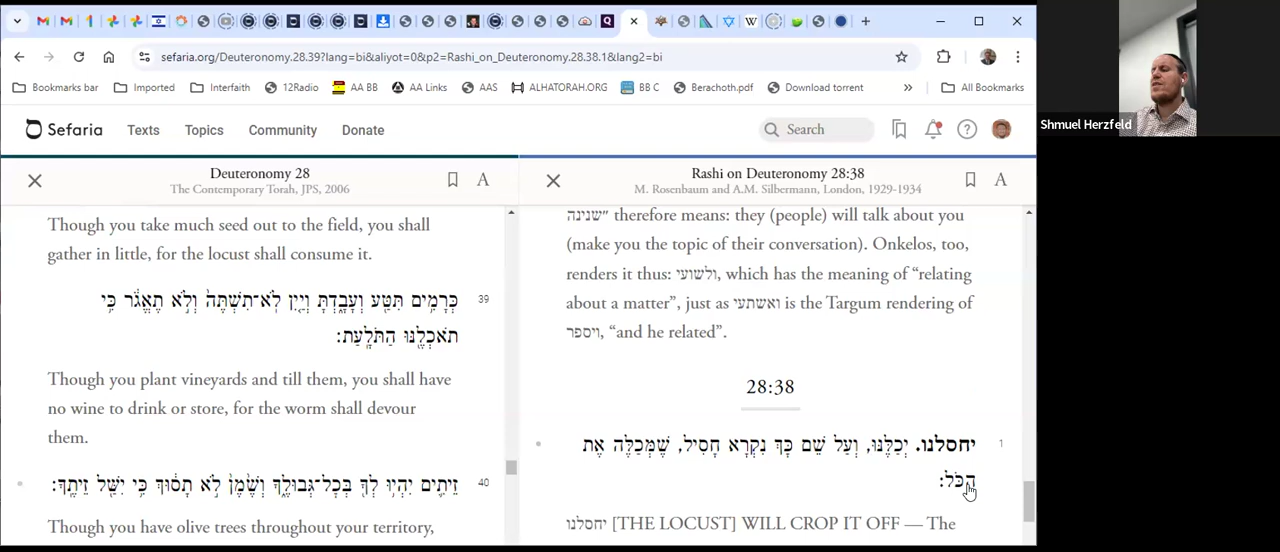 sefaria.org/Deuteronomy.28.39?lang=bi&aliyot=0&p2=Rashi_on_Deuteronomy.28.38.1&lang2=bi
Bookmarks bar Imported Interfaith 12Radio AA BB AA Links AAS ALHATORAH.ORG BB C Berachoth.pdf Download torrent » All Bookmarks
Sefaria Texts Topics Community Donate Search
Deuteronomy 28
The Contemporary Torah, JPS, 2006
Though you take much seed out to the field, you shall
gather in little, for the locust shall consume it.
39 כְּרָמִ֥ים תִּטַּ֖ע וְעָבָ֑דְתָּ וְיַ֤יִן לֹֽא־תִשְׁתֶּה֙ וְלֹ֣א תֶאֱגֹ֔ר כִּ֥י
תֹאכְלֶ֖נּוּ הַתֹּלָֽעַת׃
Though you plant vineyards and till them, you shall have
no wine to drink or store, for the worm shall devour
them.
40 זֵיתִ֛ים יִהְי֥וּ לְךָ֖ בְּכָל־גְּבוּלֶ֑ךָ וְשֶׁ֙מֶן֙ לֹ֣א תָס֔וּךְ כִּ֥י יִשַּׁ֖ל זֵיתֶֽךָ׃
Though you have olive trees throughout your territory,
Rashi on Deuteronomy 28:38
M. Rosenbaum and A.M. Silbermann, London, 1929-1934
שנינה״ therefore means: they (people) will talk about you
(make you the topic of their conversation). Onkelos, too,
renders it thus: ולשועי, which has the meaning of “relating
about a matter”, just as ואשתעי is the Targum rendering of
ויספר, “and he related”.
28:38
1 יחסלנו. יְכַלֶּנּוּ, וְעַל שֵׁם כָּךְ נִקְרָא חָסִיל, שֶׁמְּכַלֶּה אֶת
הַכֹּל:
יחסלנו [THE LOCUST] WILL CROP IT OFF — The
Shmuel Herzfeld